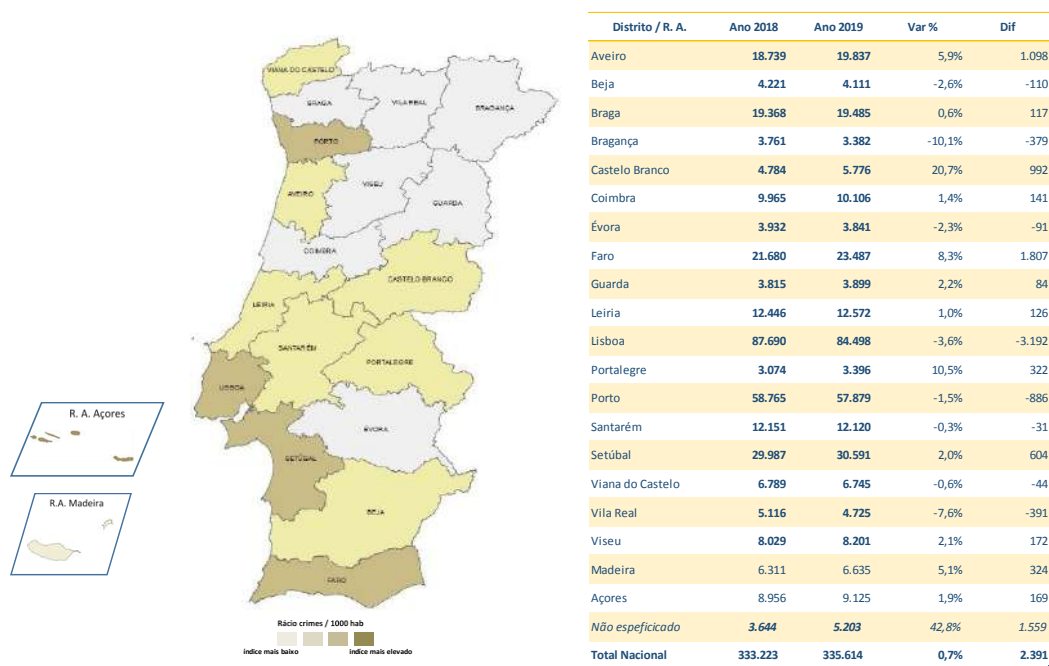 VIANA DO CASTELO
BRAGA
VILA REAL
BRAGANÇA
PORTO
AVEIRO
VISEU
GUARDA
COIMBRA
CASTELO BRANCO
LEIRIA
SANTARÉM
PORTALEGRE
LISBOA
ÉVORA
SETÚBAL
BEJA
FARO
R. A. Açores
R.A. Madeira
Rácio crimes / 1000 hab
índice mais baixo índice mais elevado
Distrito / R. A. Ano 2018 Ano 2019 Var % Dif
Aveiro 18.739 19.837 5,9% 1.098
Beja 4.221 4.111 -2,6% -110
Braga 19.368 19.485 0,6% 117
Bragança 3.761 3.382 -10,1% -379
Castelo Branco 4.784 5.776 20,7% 992
Coimbra 9.965 10.106 1,4% 141
Évora 3.932 3.841 -2,3% -91
Faro 21.680 23.487 8,3% 1.807
Guarda 3.815 3.899 2,2% 84
Leiria 12.446 12.572 1,0% 126
Lisboa 87.690 84.498 -3,6% -3.192
Portalegre 3.074 3.396 10,5% 322
Porto 58.765 57.879 -1,5% -886
Santarém 12.151 12.120 -0,3% -31
Setúbal 29.987 30.591 2,0% 604
Viana do Castelo 6.789 6.745 -0,6% -44
Vila Real 5.116 4.725 -7,6% -391
Viseu 8.029 8.201 2,1% 172
Madeira 6.311 6.635 5,1% 324
Açores 8.956 9.125 1,9% 169
Não espeficicado 3.644 5.203 42,8% 1.559
Total Nacional 333.223 335.614 0,7% 2.391